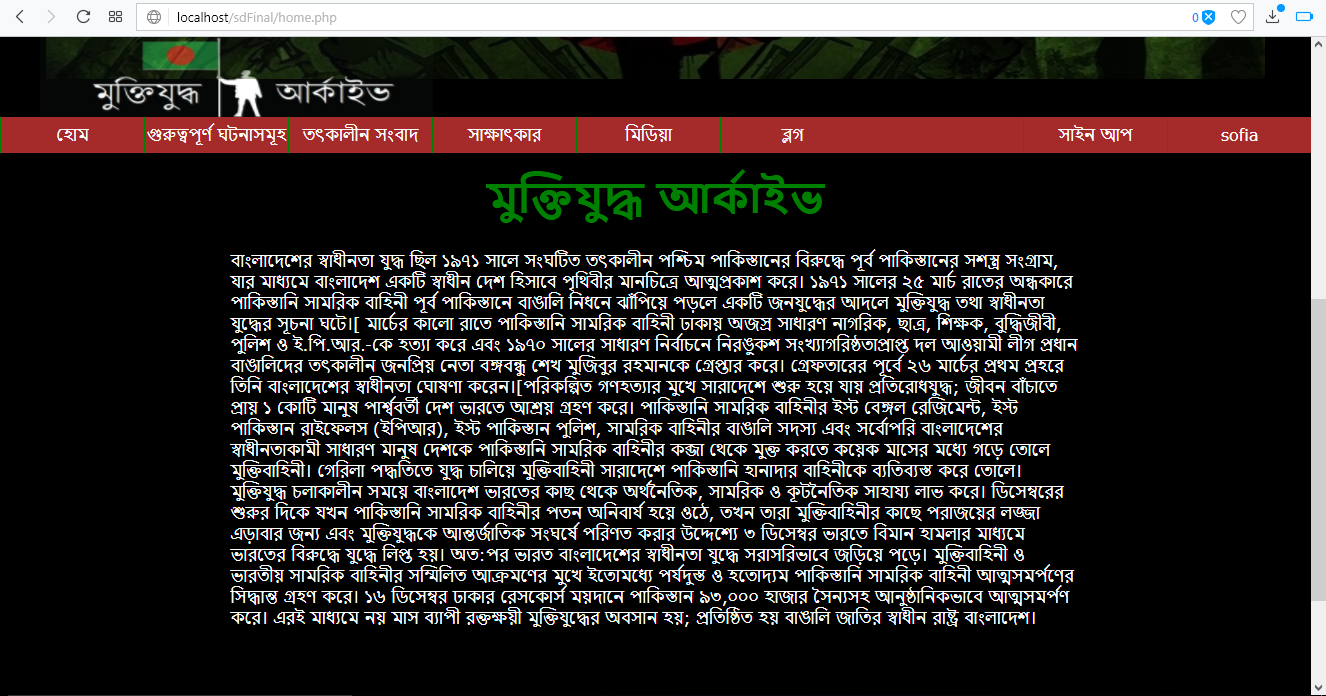 localhost/sdFinal/home.php
0
মুক্তিযুদ্ধ আর্কাইভ
হোম গুরুত্বপূর্ণ ঘটনাসমূহ তৎকালীন সংবাদ সাক্ষাৎকার মিডিয়া ব্লগ সাইন আপ sofia
মুক্তিযুদ্ধ আর্কাইভ
বাংলাদেশের স্বাধীনতা যুদ্ধ ছিল ১৯৭১ সালে সংঘটিত তৎকালীন পশ্চিম পাকিস্তানের বিরুদ্ধে পূর্ব পাকিস্তানের সশস্ত্র সংগ্রাম,
যার মাধ্যমে বাংলাদেশ একটি স্বাধীন দেশ হিসাবে পৃথিবীর মানচিত্রে আত্মপ্রকাশ করে। ১৯৭১ সালের ২৫ মার্চ রাতের অন্ধকারে
পাকিস্তানি সামরিক বাহিনী পূর্ব পাকিস্তানে বাঙালি নিধনে ঝাঁপিয়ে পড়লে একটি জনযুদ্ধের আদলে মুক্তিযুদ্ধ তথা স্বাধীনতা
যুদ্ধের সূচনা ঘটে।[ মার্চের কালো রাতে পাকিস্তানি সামরিক বাহিনী ঢাকায় অজস্র সাধারণ নাগরিক, ছাত্র, শিক্ষক, বুদ্ধিজীবী,
পুলিশ ও ই.পি.আর.-কে হত্যা করে এবং ১৯৭০ সালের সাধারণ নির্বাচনে নিরঙ্কুশ সংখ্যাগরিষ্ঠতাপ্রাপ্ত দল আওয়ামী লীগ প্রধান
বাঙালিদের তৎকালীন জনপ্রিয় নেতা বঙ্গবন্ধু শেখ মুজিবুর রহমানকে গ্রেপ্তার করে। গ্রেফতারের পূর্বে ২৬ মার্চের প্রথম প্রহরে
তিনি বাংলাদেশের স্বাধীনতা ঘোষণা করেন।[পরিকল্পিত গণহত্যার মুখে সারাদেশে শুরু হয়ে যায় প্রতিরোধযুদ্ধ; জীবন বাঁচাতে
প্রায় ১ কোটি মানুষ পার্শ্ববর্তী দেশ ভারতে আশ্রয় গ্রহণ করে। পাকিস্তানি সামরিক বাহিনীর ইস্ট বেঙ্গল রেজিমেন্ট, ইস্ট
পাকিস্তান রাইফেলস (ইপিআর), ইস্ট পাকিস্তান পুলিশ, সামরিক বাহিনীর বাঙালি সদস্য এবং সর্বোপরি বাংলাদেশের
স্বাধীনতাকামী সাধারণ মানুষ দেশকে পাকিস্তানি সামরিক বাহিনীর কব্জা থেকে মুক্ত করতে কয়েক মাসের মধ্যে গড়ে তোলে
মুক্তিবাহিনী। গেরিলা পদ্ধতিতে যুদ্ধ চালিয়ে মুক্তিবাহিনী সারাদেশে পাকিস্তানি হানাদার বাহিনীকে ব্যতিব্যস্ত করে তোলে।
মুক্তিযুদ্ধ চলাকালীন সময়ে বাংলাদেশ ভারতের কাছ থেকে অর্থনৈতিক, সামরিক ও কূটনৈতিক সাহায্য লাভ করে। ডিসেম্বরের
শুরুর দিকে যখন পাকিস্তানি সামরিক বাহিনীর পতন অনিবার্য হয়ে ওঠে, তখন তারা মুক্তিবাহিনীর কাছে পরাজয়ের লজ্জা
এড়াবার জন্য এবং মুক্তিযুদ্ধকে আন্তর্জাতিক সংঘর্ষে পরিণত করার উদ্দেশ্যে ৩ ডিসেম্বর ভারতে বিমান হামলার মাধ্যমে
ভারতের বিরুদ্ধে যুদ্ধে লিপ্ত হয়। অত:পর ভারত বাংলাদেশের স্বাধীনতা যুদ্ধে সরাসরিভাবে জড়িয়ে পড়ে। মুক্তিবাহিনী ও
ভারতীয় সামরিক বাহিনীর সম্মিলিত আক্রমণের মুখে ইতোমধ্যে পর্যদুস্ত ও হতোদ্যম পাকিস্তানি সামরিক বাহিনী আত্মসমর্পণের
সিদ্ধান্ত গ্রহণ করে। ১৬ ডিসেম্বর ঢাকার রেসকোর্স ময়দানে পাকিস্তান ৯৩,০০০ হাজার সৈন্যসহ আনুষ্ঠানিকভাবে আত্মসমর্পণ
করে। এরই মাধ্যমে নয় মাস ব্যাপী রক্তক্ষয়ী মুক্তিযুদ্ধের অবসান হয়; প্রতিষ্ঠিত হয় বাঙালি জাতির স্বাধীন রাষ্ট্র বাংলাদেশ।